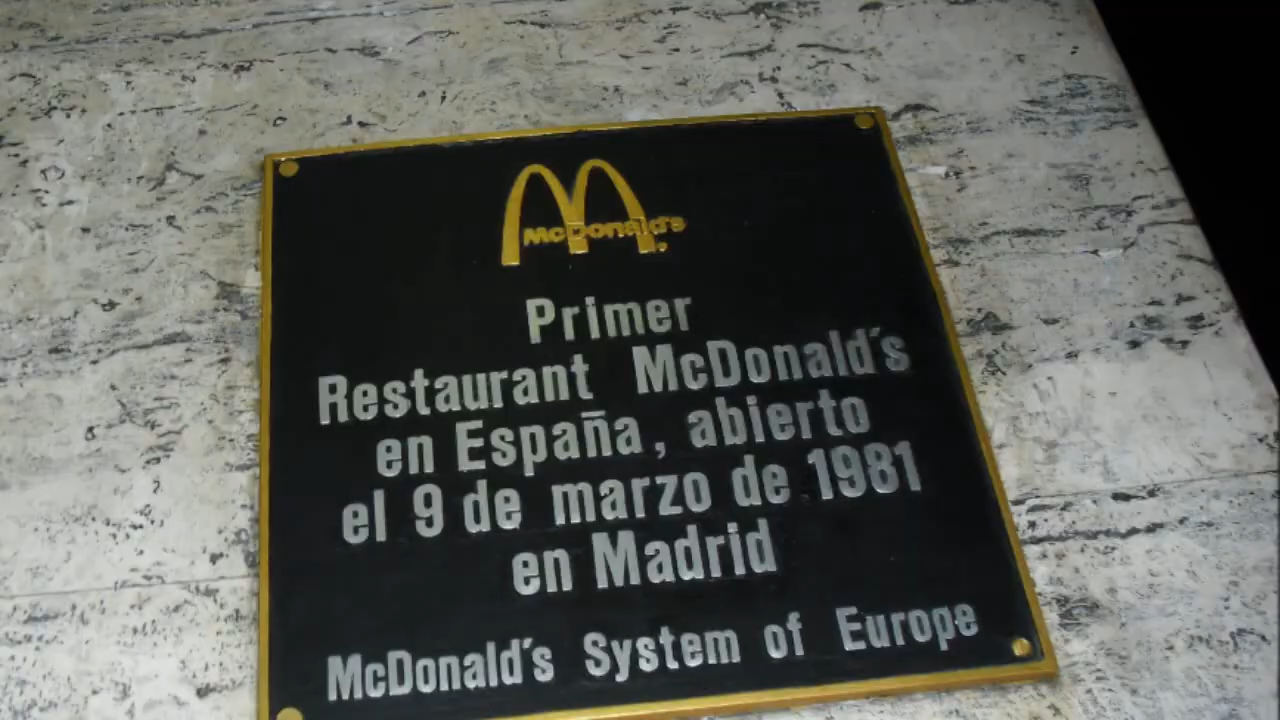 McDonald's
Primer
Restaurant McDonald's
en España, abierto
el 9 de marzo de 1981
en Madrid
McDonald's System of Europe